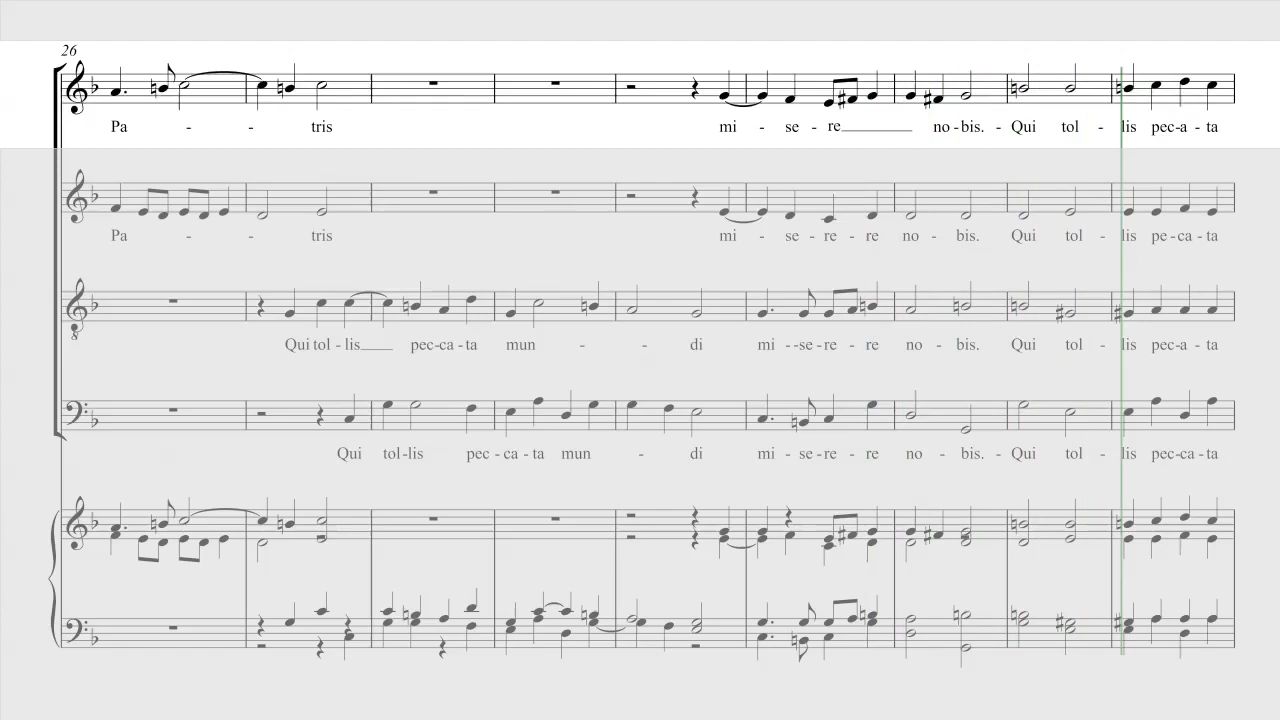 26
Pa - - tris mi - se - re no - bis. - Qui tol - lis pec - a - ta
Pa - - tris mi - se - re - re no - bis. Qui tol - lis pe - ca - ta
Qui tol - lis pec - ca - ta mun - - di mi - -se - re - re no - bis. Qui tol - lis pec - a - ta
Qui tol - lis pec - ca - ta mun - di mi - se - re - re no - bis. - Qui tol - lis pec - ca - ta